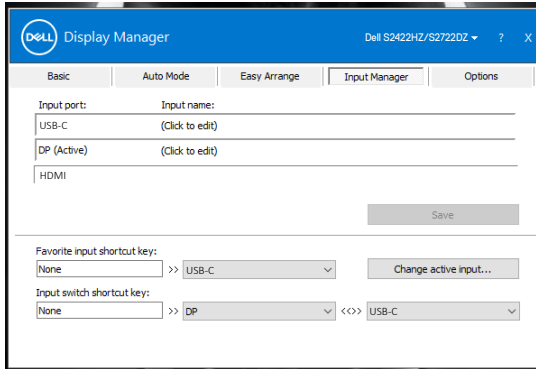 DELL Display Manager Dell S2422HZ/S2722DZ ? X
Basic Auto Mode Easy Arrange Input Manager Options
Input port: Input name:
USB-C (Click to edit)
DP (Active) (Click to edit)
HDMI
Save
Favorite input shortcut key:
None >> USB-C Change active input...
Input switch shortcut key:
None >> DP <<>> USB-C